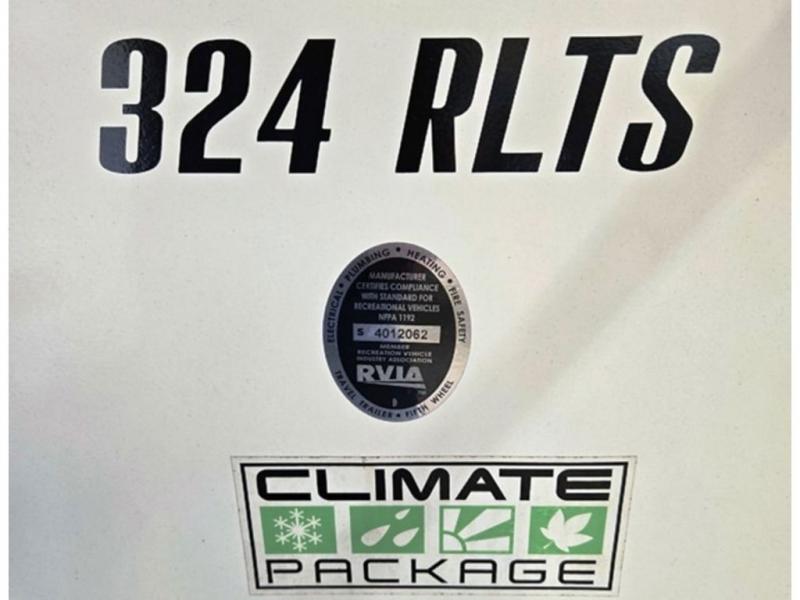 324 RLTS
ELECTRICAL • PLUMBING • HEATING • FIRE SAFETY
MANUFACTURER
CERTIFIES COMPLIANCE
WITH STANDARD FOR
RECREATIONAL VEHICLES
NFPA 1192
S 4012062
MEMBER
RECREATION VEHICLE
INDUSTRY ASSOCIATION
RVIA
TM
D
TRAVEL TRAILER • FIFTH WHEEL
CLIMATE
PACKAGE